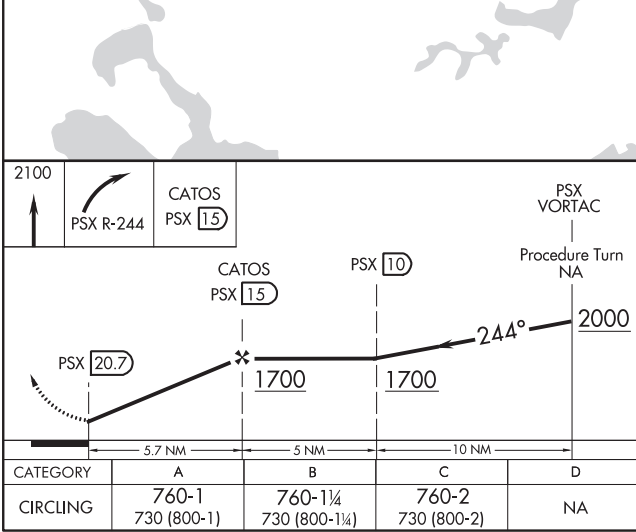 2100
PSX R-244
CATOS
PSX 15
PSX
VORTAC
Procedure Turn
NA
CATOS
PSX 15
PSX 10
244°
2000
PSX 20.7
1700
1700
5.7 NM
5 NM
10 NM
CATEGORY A B C D
CIRCLING 760-1 760-1¼ 760-2 NA
730 (800-1) 730 (800-1¼) 730 (800-2)